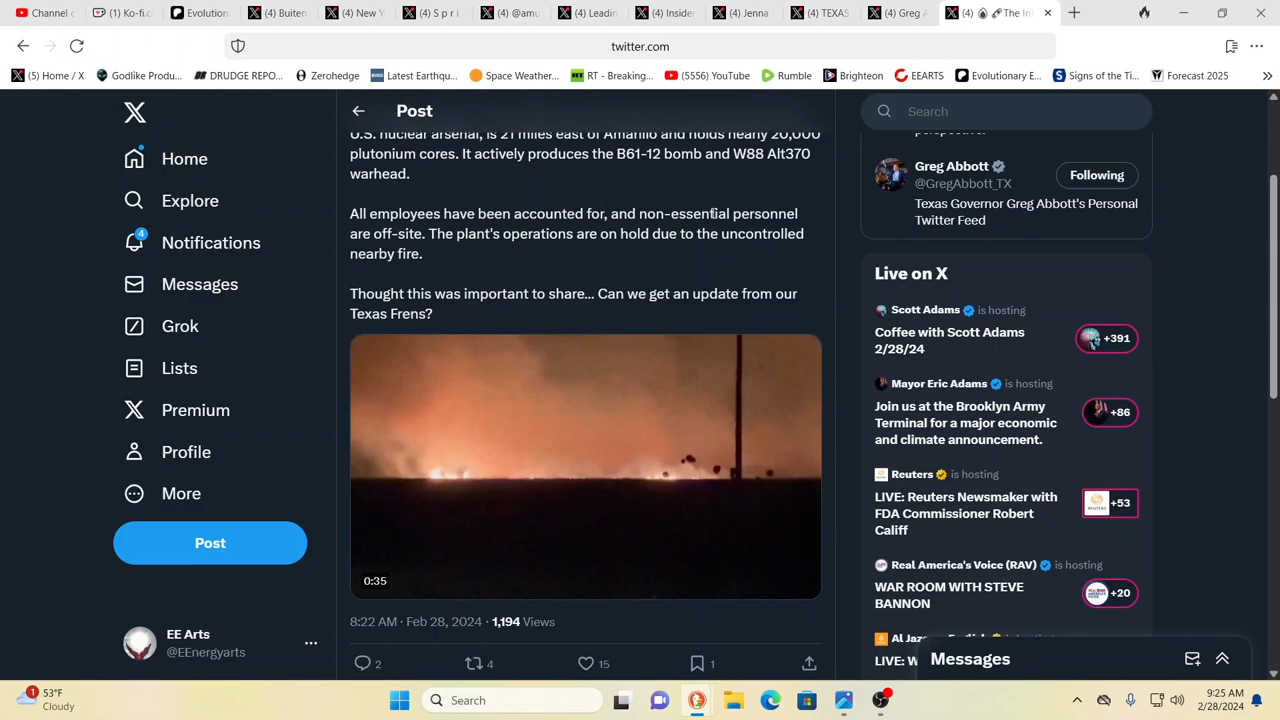 Channel c
(4) Ko-fi.c
Evolution
(4) Buiten
(4) New Y
(4) S p r
(4) @amu
(4) Leadin
(4) Insider
(4) Jenna
(4) TEXAS
(4) Greg A
(4) The Int
twitter.com
(5) Home / X
Godlike Produ...
DRUDGE REPO...
Zerohedge
Latest Earthqu...
Space Weather...
RT - Breaking...
(5556) YouTube
Rumble
Brighteon
EEARTS
Evolutionary E...
Signs of the Ti...
Forecast 2025
Home
Explore
4
Notifications
Messages
Grok
Lists
Premium
Profile
More
Post
EE Arts
@EEnergyarts
Post
U.S. nuclear arsenal, is 21 miles east of Amarillo and holds nearly 20,000
plutonium cores. It actively produces the B61-12 bomb and W88 Alt370
warhead.
All employees have been accounted for, and non-essential personnel
are off-site. The plant's operations are on hold due to the uncontrolled
nearby fire.
Thought this was important to share... Can we get an update from our
Texas Frens?
0:35
8:22 AM · Feb 28, 2024 · 1,194 Views
2
4
15
1
Search
perspective.
Greg Abbott
@GregAbbott_TX
Following
Texas Governor Greg Abbott's Personal
Twitter Feed
Live on X
Scott Adams is hosting
Coffee with Scott Adams
2/28/24
+391
Mayor Eric Adams is hosting
Join us at the Brooklyn Army
Terminal for a major economic
and climate announcement.
+86
Reuters is hosting
LIVE: Reuters Newsmaker with
FDA Commissioner Robert
Califf
+53
Real America's Voice (RAV) is hosting
WAR ROOM WITH STEVE
BANNON
+20
LIVE:
Messages
1
53°F
Cloudy
Search
9:25 AM
2/28/2024